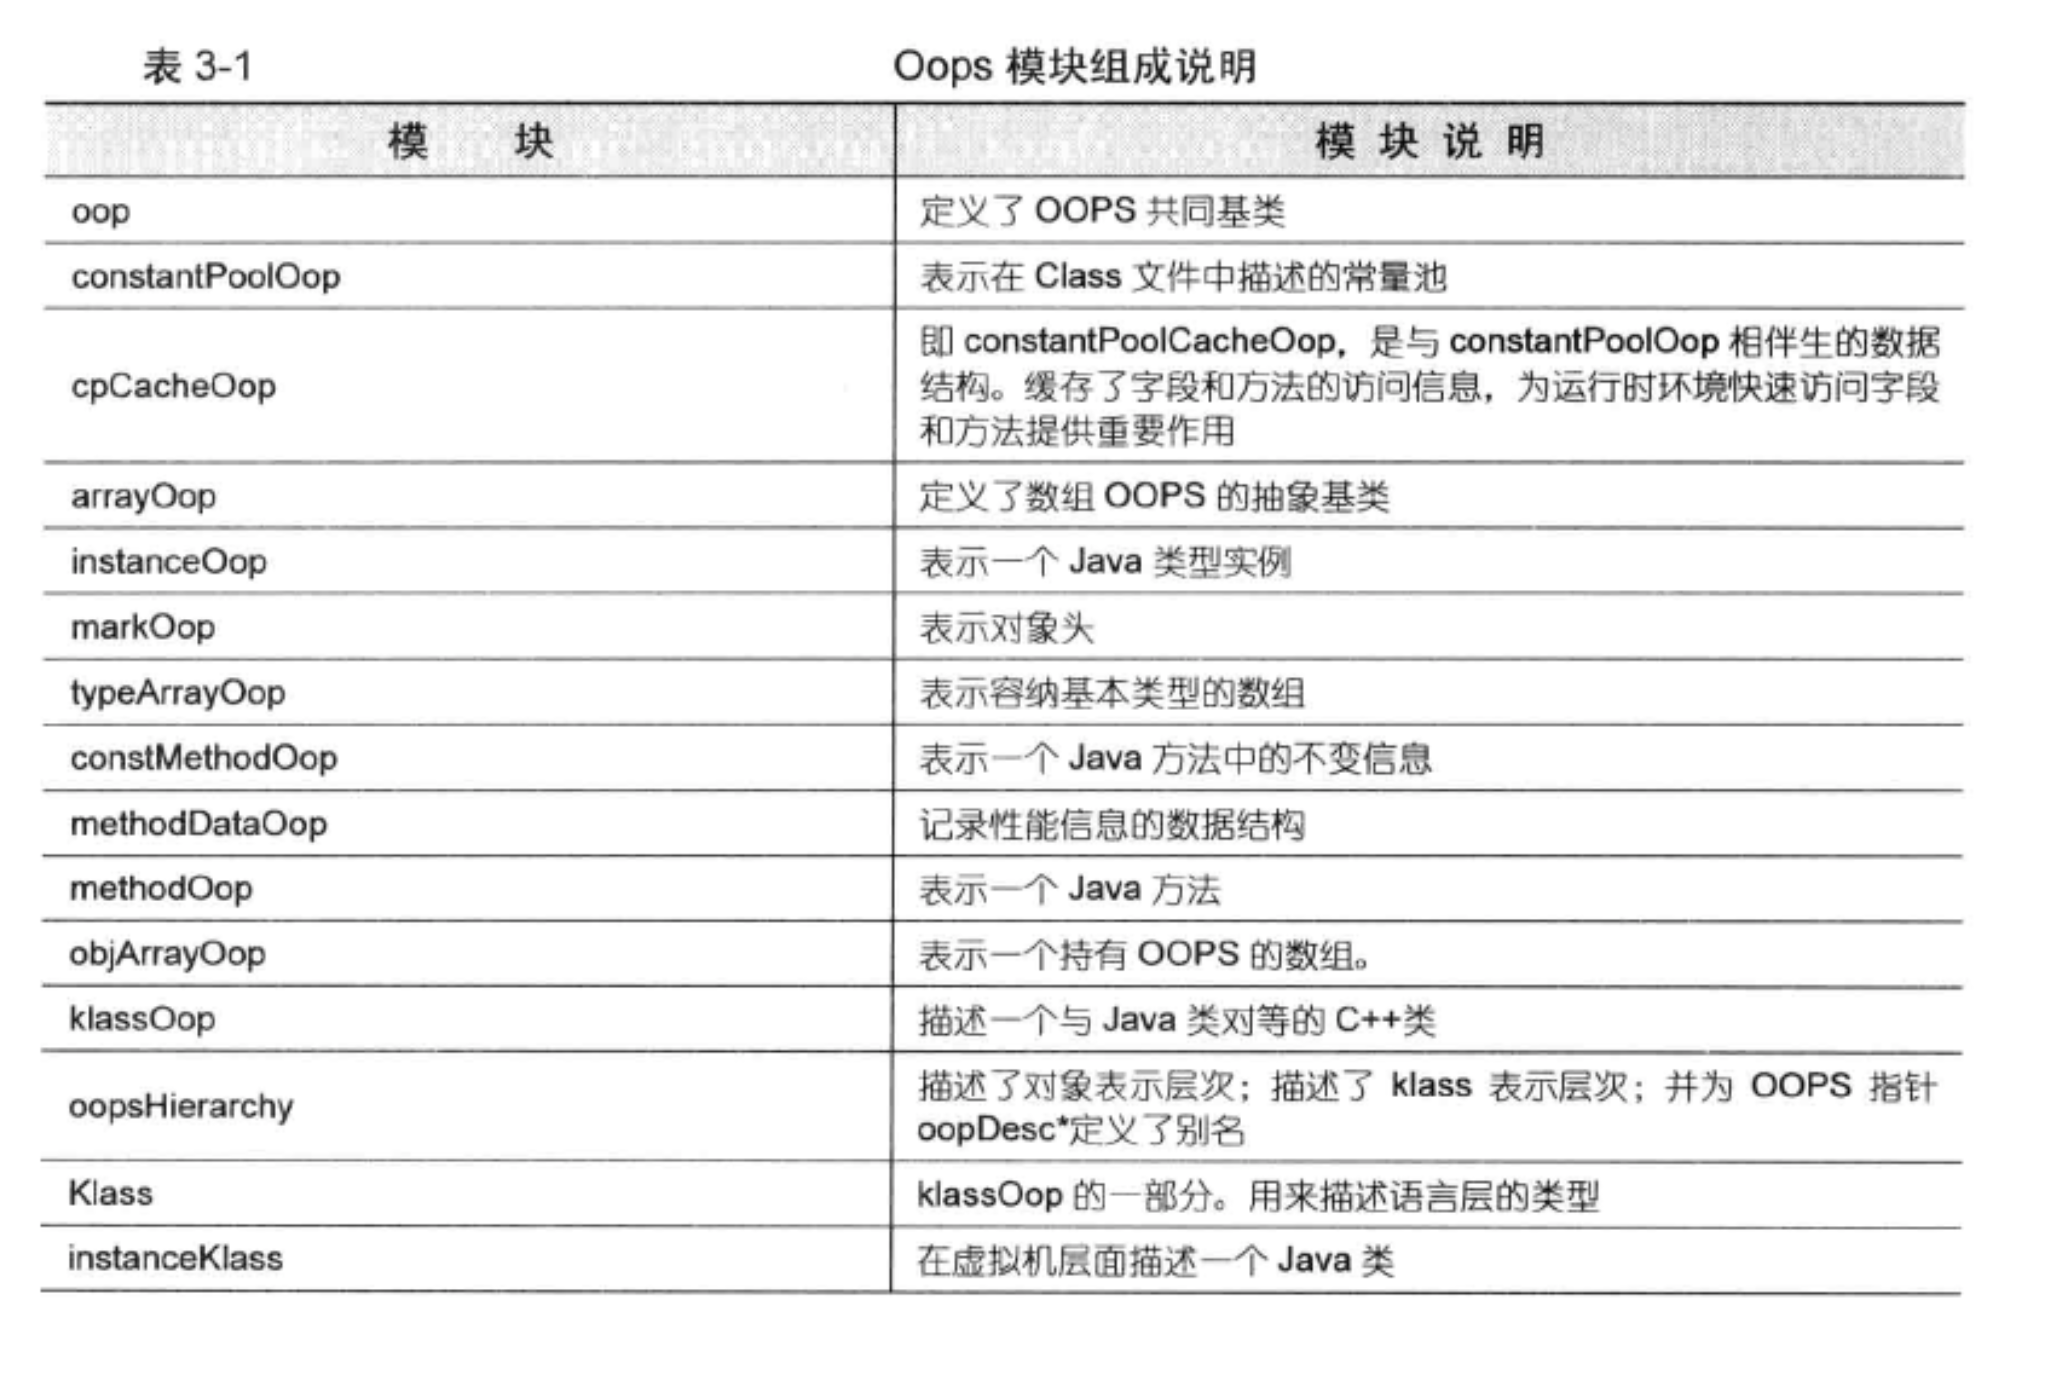 表 3-1 Oops 模块组成说明
模 块 模 块 说 明
oop 定义了 OOPS 共同基类
constantPoolOop 表示在 Class 文件中描述的常量池
即 constantPoolCacheOop，是与 constantPoolOop 相伴生的数据
cpCacheOop 结构。缓存了字段和方法的访问信息，为运行时环境快速访问字段
和方法提供重要作用
arrayOop 定义了数组 OOPS 的抽象基类
instanceOop 表示一个 Java 类型实例
markOop 表示对象头
typeArrayOop 表示容纳基本类型的数组
constMethodOop 表示一个 Java 方法中的不变信息
methodDataOop 记录性能信息的数据结构
methodOop 表示一个 Java 方法
objArrayOop 表示一个持有 OOPS 的数组。
klassOop 描述一个与 Java 类对等的 C++类
oopsHierarchy 描述了对象表示层次；描述了 klass 表示层次；并为 OOPS 指针
oopDesc*定义了别名
Klass klassOop 的一部分。用来描述语言层的类型
instanceKlass 在虚拟机层面描述一个 Java 类